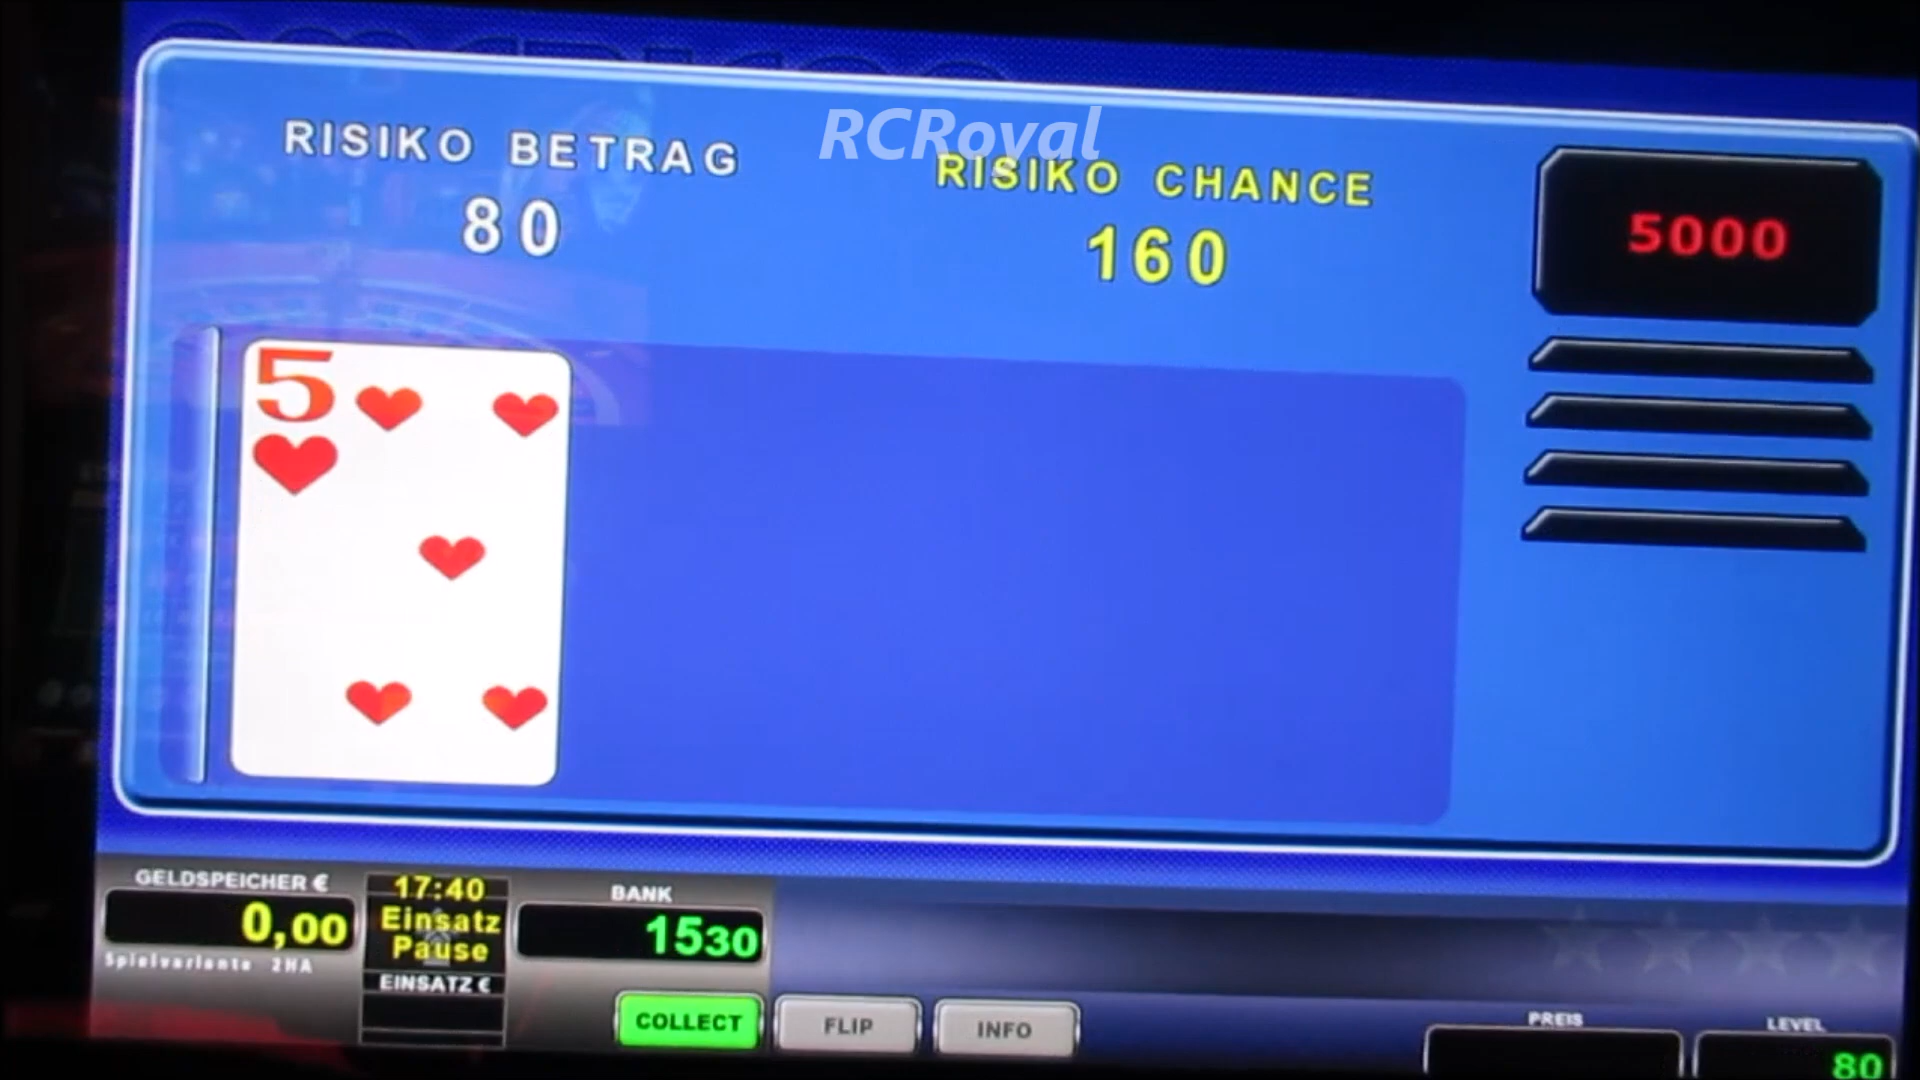 RCRoyal
RISIKO BETRAG
80
RISIKO CHANCE
160
5000
5
GELDSPEICHER €
0,00
Spielvariante 2HA
17:40
Einsatz
Pause
EINSATZ €
BANK
1530
COLLECT
FLIP
INFO
PREIS
LEVEL
80